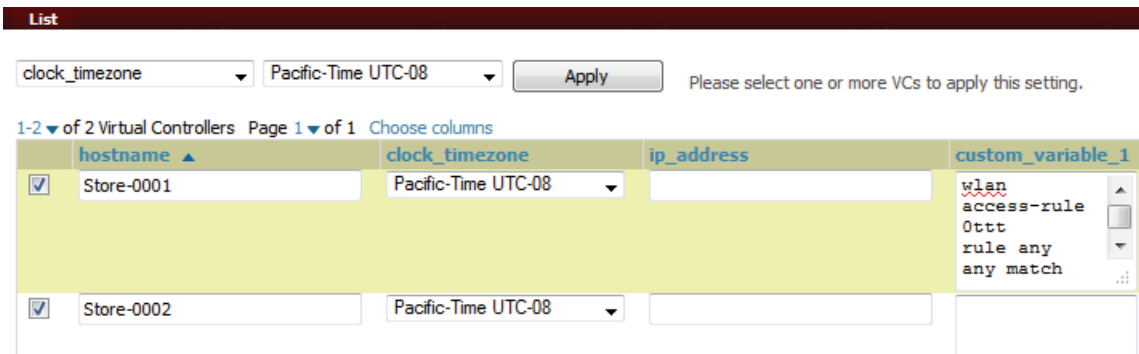 List
clock_timezone Pacific-Time UTC-08 Apply Please select one or more VCs to apply this setting.
1-2 of 2 Virtual Controllers Page 1 of 1 Choose columns
hostname clock_timezone ip_address custom_variable_1
Store-0001 Pacific-Time UTC-08 wlan
access-rule
0ttt
rule any
any match
Store-0002 Pacific-Time UTC-08